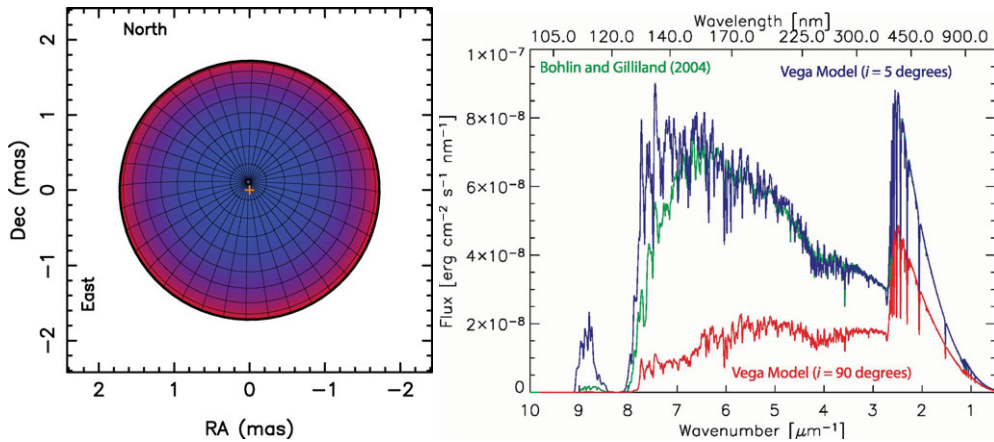 North
East
2
1
0
−1
−2
Dec (mas)
2
1
0
−1
−2
RA (mas)
Wavelength [nm]
105.0 120.0 140.0 170.0 225.0 300.0 450.0 900.0
1×10⁻⁷
8×10⁻⁸
6×10⁻⁸
4×10⁻⁸
2×10⁻⁸
0
Flux [erg cm⁻² s⁻¹ nm⁻¹]
Bohlin and Gilliland (2004)
Vega Model (i = 5 degrees)
Vega Model (i = 90 degrees)
10 9 8 7 6 5 4 3 2 1
Wavenumber [μm⁻¹]